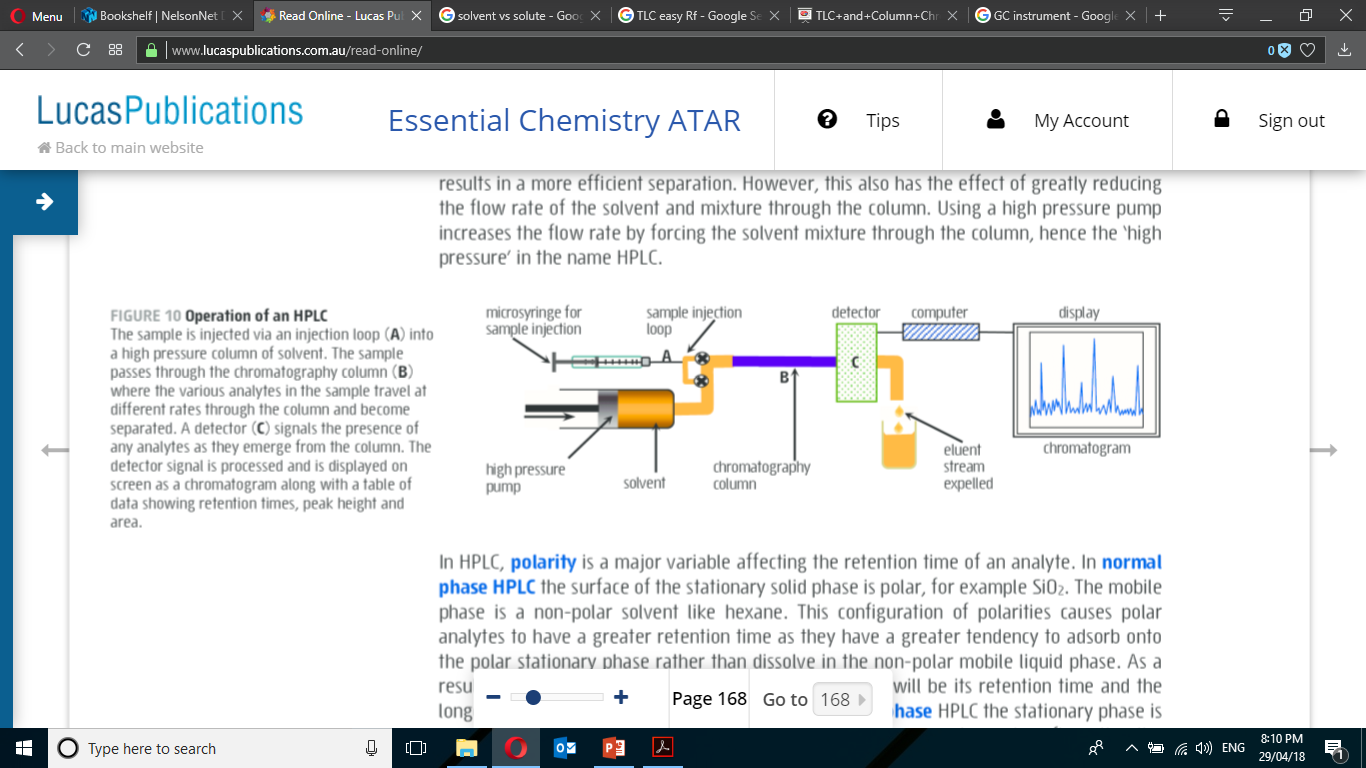 Menu
Bookshelf | NelsonNet
Read Online - Lucas Pu
solvent vs solute - Goo
TLC easy Rf - Google Se
TLC+and+Column+Ch
GC instrument - Google
www.lucaspublications.com.au/read-online/
0
LucasPublications
Back to main website
Essential Chemistry ATAR
Tips
My Account
Sign out
results in a more efficient separation. However, this also has the effect of greatly reducing
the flow rate of the solvent and mixture through the column. Using a high pressure pump
increases the flow rate by forcing the solvent mixture through the column, hence the ‘high
pressure’ in the name HPLC.
FIGURE 10 Operation of an HPLC
The sample is injected via an injection loop (A) into
a high pressure column of solvent. The sample
passes through the chromatography column (B)
where the various analytes in the sample travel at
different rates through the column and become
separated. A detector (C) signals the presence of
any analytes as they emerge from the column. The
detector signal is processed and is displayed on
screen as a chromatogram along with a table of
data showing retention times, peak height and
area.
microsyringe for
sample injection
sample injection
loop
detector
computer
display
A
B
C
high pressure
pump
solvent
chromatography
column
eluent
stream
expelled
chromatogram
In HPLC, polarity is a major variable affecting the retention time of an analyte. In normal
phase HPLC the surface of the stationary solid phase is polar, for example SiO₂. The mobile
phase is a non-polar solvent like hexane. This configuration of polarities causes polar
analytes to have a greater retention time as they have a greater tendency to adsorb onto
the polar stationary phase rather than dissolve in the non-polar mobile liquid phase. As a
resu will be its retention time and the
long hase HPLC the stationary phase is
Page 168
Go to
168
Type here to search
ENG
8:10 PM
29/04/18
1